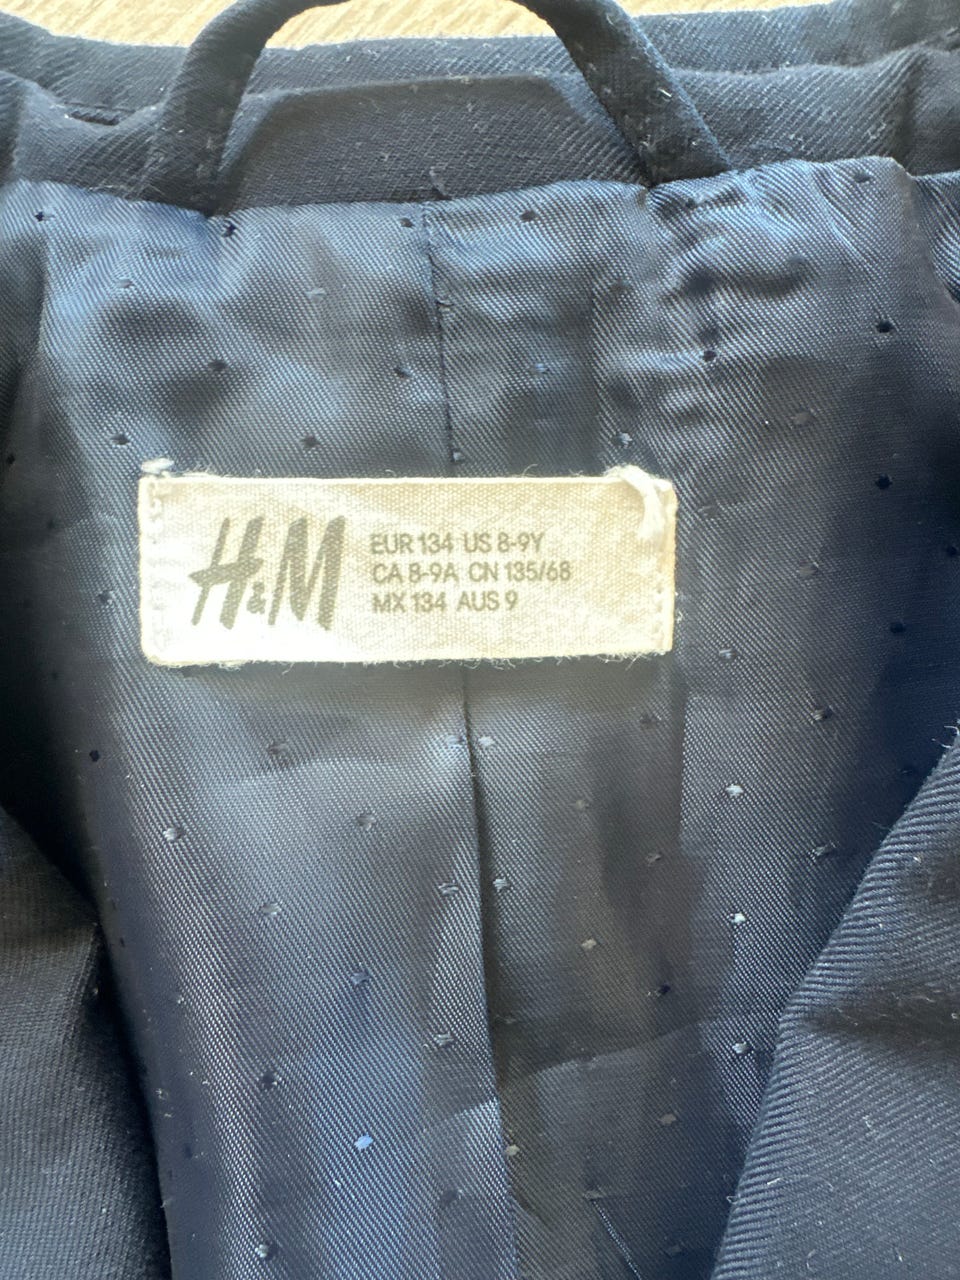 H&M
EUR 134 US 8-9Y
CA 8-9A CN 135/68
MX 134 AUS 9